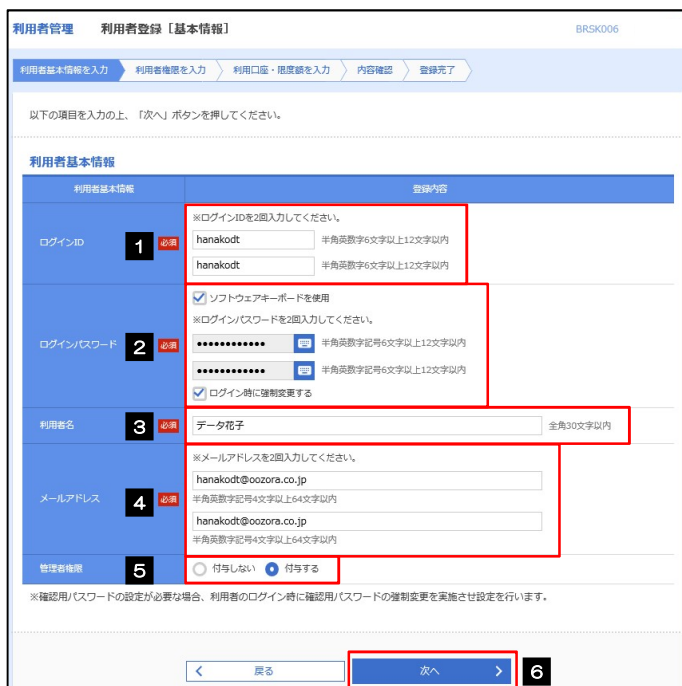 利用者管理 利用者登録［基本情報］ BRSK006
利用者基本情報を入力 利用者権限を入力 利用口座・限度額を入力 内容確認 登録完了
以下の項目を入力の上、「次へ」ボタンを押してください。
利用者基本情報
利用者基本情報 登録内容
※ログインIDを2回入力してください。
ログインID 1 必須 hanakodt 半角英数字6文字以上12文字以内
hanakodt 半角英数字6文字以上12文字以内
ソフトウェアキーボードを使用
※ログインパスワードを2回入力してください。
ログインパスワード 2 必須 ●●●●●●●●●●●● 半角英数字記号6文字以上12文字以内
●●●●●●●●●●●● 半角英数字記号6文字以上12文字以内
ログイン時に強制変更する
利用者名 3 必須 データ花子 全角30文字以内
※メールアドレスを2回入力してください。
hanakodt@oozora.co.jp
メールアドレス 4 必須 半角英数字記号4文字以上64文字以内
hanakodt@oozora.co.jp
半角英数字記号4文字以上64文字以内
管理者権限 5 付与しない 付与する
※確認用パスワードの設定が必要な場合、利用者のログイン時に確認用パスワードの強制変更を実施させ設定を行います。
戻る 次へ 6